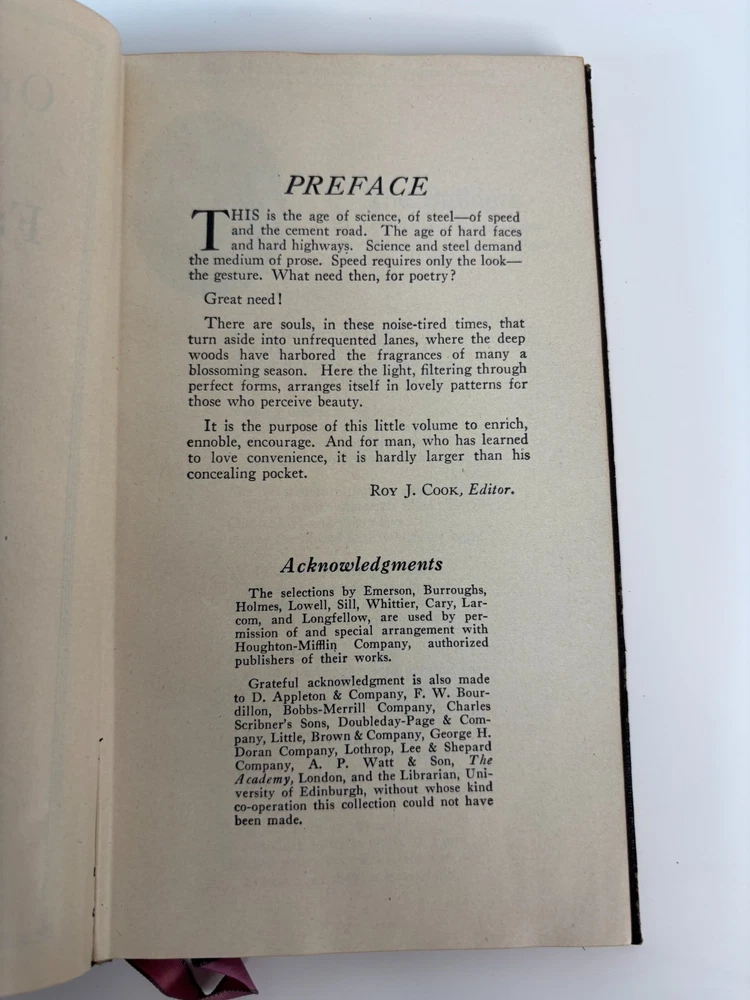 PREFACE
THIS is the age of science, of steel—of speed
and the cement road. The age of hard faces
and hard highways. Science and steel demand
the medium of prose. Speed requires only the look—
the gesture. What need then, for poetry?
Great need!
There are souls, in these noise-tired times, that
turn aside into unfrequented lanes, where the deep
woods have harbored the fragrances of many a
blossoming season. Here the light, filtering through
perfect forms, arranges itself in lovely patterns for
those who perceive beauty.
It is the purpose of this little volume to enrich,
ennoble, encourage. And for man, who has learned
to love convenience, it is hardly larger than his
concealing pocket.
ROY J. COOK, Editor.
Acknowledgments
The selections by Emerson, Burroughs,
Holmes, Lowell, Sill, Whittier, Cary, Lar-
com, and Longfellow, are used by per-
mission of and special arrangement with
Houghton-Mifflin Company, authorized
publishers of their works.
Grateful acknowledgment is also made
to D. Appleton & Company, F. W. Bour-
dillon, Bobbs-Merrill Company, Charles
Scribner's Sons, Doubleday-Page & Com-
pany, Little, Brown & Company, George H.
Doran Company, Lothrop, Lee & Shepard
Company, A. P. Watt & Son, The
Academy, London, and the Librarian, Uni-
versity of Edinburgh, without whose kind
co-operation this collection could not have
been made.